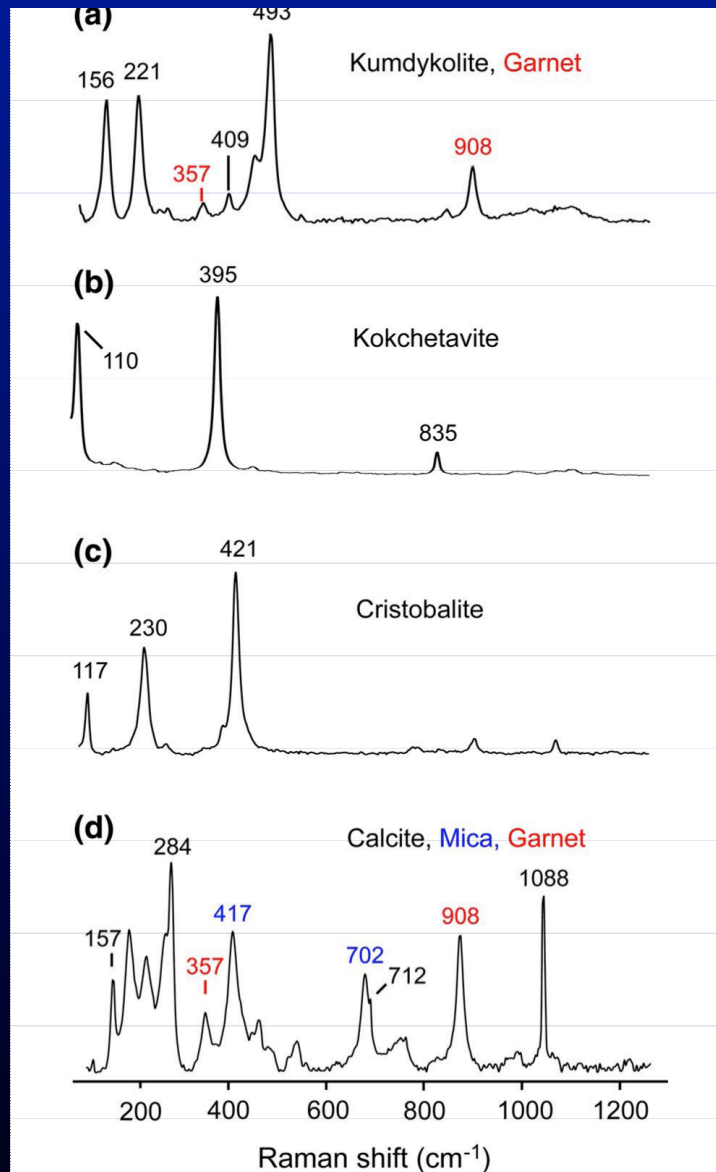 (a)
493
Kumdykolite, Garnet
156 221
409
357
908
(b)
395
Kokchetavite
110
835
(c)
421
Cristobalite
230
117
(d)
Calcite, Mica, Garnet
284
1088
417
908
157
702
357
712
200 400 600 800 1000 1200
Raman shift (cm⁻¹)